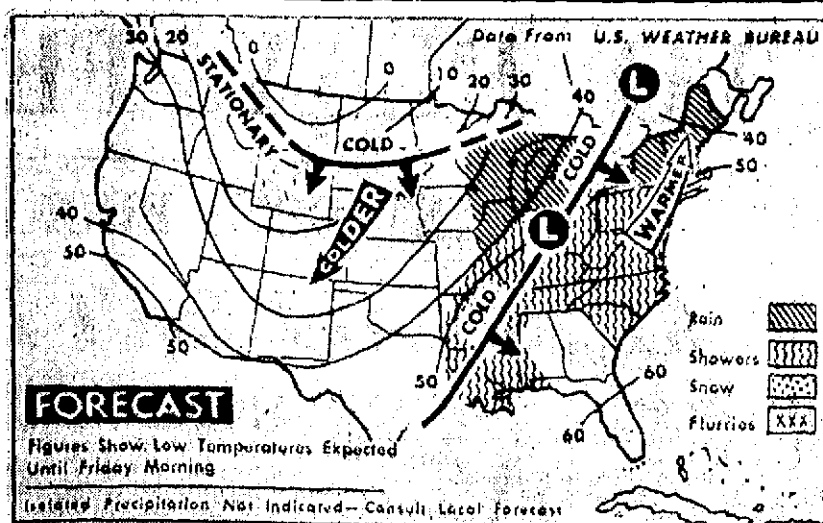 Data From U.S. WEATHER BUREAU
30 20 0 0 10 20 30 40
STATIONARY
COLD
L
COLD
40
50
WARMER
COLDER
L
40
50
COLD
50
50
60
60
Rain
Showers
Snow
Flurries XXX
FORECAST
Figures Show Low Temperatures Expected
Until Friday Morning
Isolated Precipitation Not Indicated—Consult Local Forecast